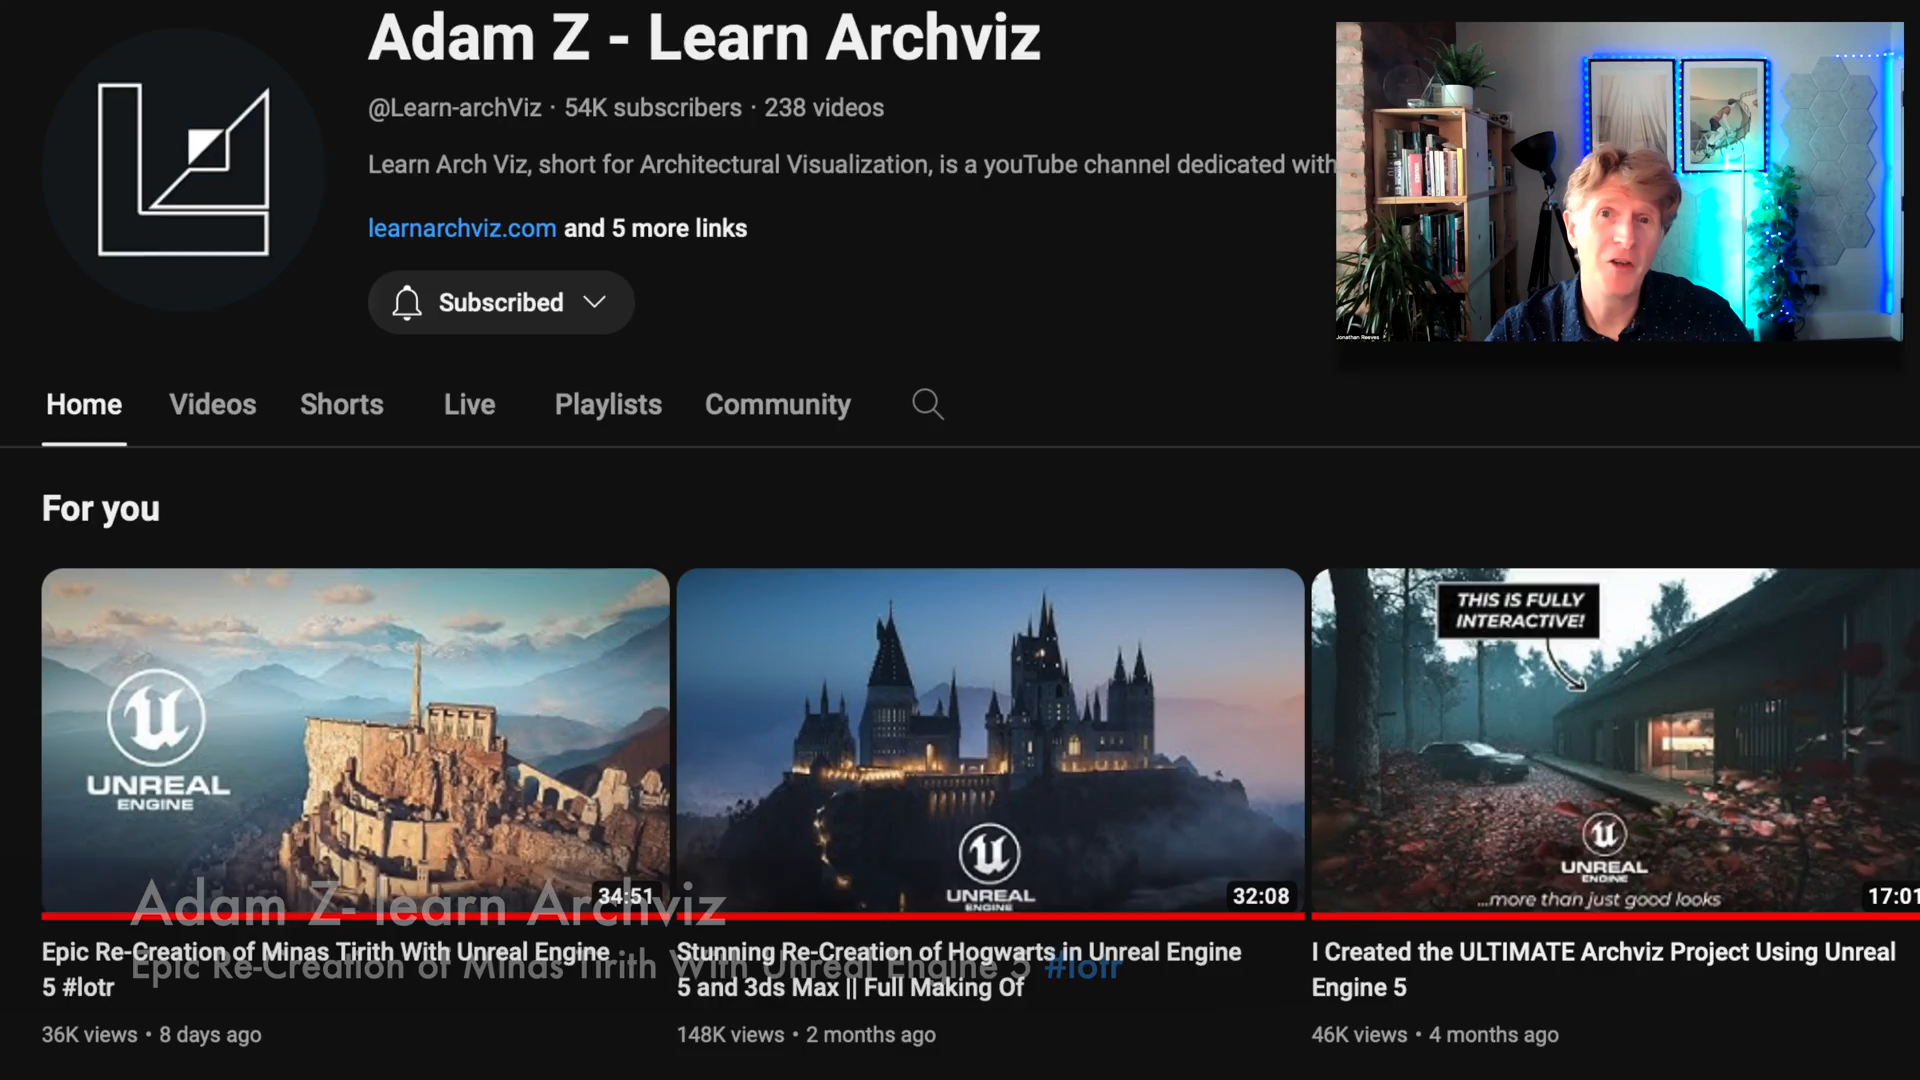 Adam Z - Learn Archviz
@Learn-archViz · 54K subscribers · 238 videos
Learn Arch Viz, short for Architectural Visualization, is a youTube channel dedicated with
learnarchviz.com and 5 more links
Subscribed
Jonathan Reeves
Home Videos Shorts Live Playlists Community
For you
UNREAL
ENGINE
34:51
UNREAL
ENGINE
32:08
THIS IS FULLY
INTERACTIVE!
UNREAL
ENGINE
...more than just good looks
17:01
Adam Z- learn Archviz
Epic Re-Creation of Minas Tirith With Unreal Engine 5 #lotr
Epic Re-Creation of Minas Tirith With Unreal Engine
5 #lotr
36K views • 8 days ago
Stunning Re-Creation of Hogwarts in Unreal Engine
5 and 3ds Max || Full Making Of
148K views • 2 months ago
I Created the ULTIMATE Archviz Project Using Unreal
Engine 5
46K views • 4 months ago